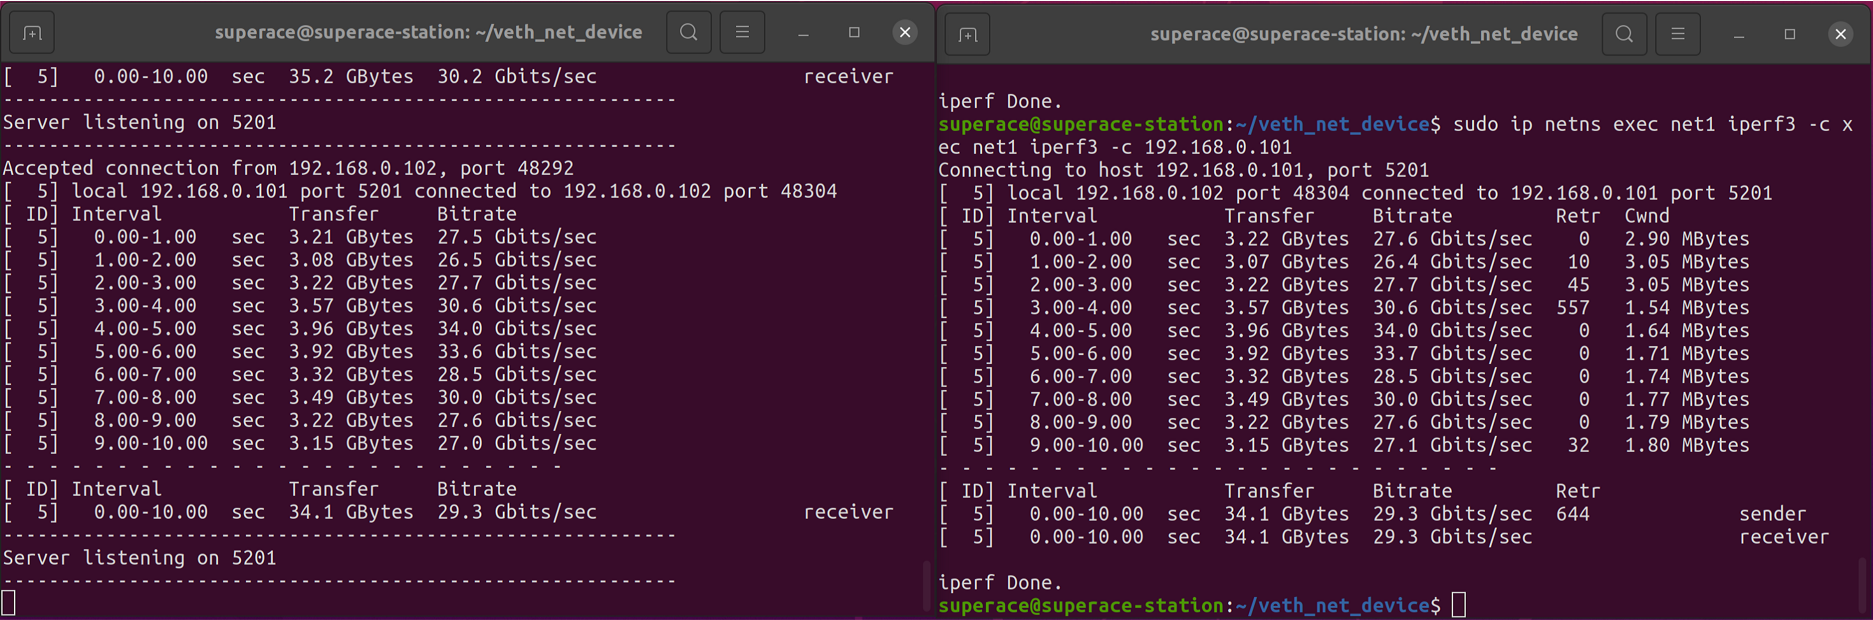 superace@superace-station: ~/veth_net_device
[  5]   0.00-10.00  sec  35.2 GBytes  30.2 Gbits/sec                  receiver
-----------------------------------------------------------
Server listening on 5201
-----------------------------------------------------------
Accepted connection from 192.168.0.102, port 48292
[  5] local 192.168.0.101 port 5201 connected to 192.168.0.102 port 48304
[ ID] Interval           Transfer     Bitrate
[  5]   0.00-1.00   sec  3.21 GBytes  27.5 Gbits/sec
[  5]   1.00-2.00   sec  3.08 GBytes  26.5 Gbits/sec
[  5]   2.00-3.00   sec  3.22 GBytes  27.7 Gbits/sec
[  5]   3.00-4.00   sec  3.57 GBytes  30.6 Gbits/sec
[  5]   4.00-5.00   sec  3.96 GBytes  34.0 Gbits/sec
[  5]   5.00-6.00   sec  3.92 GBytes  33.6 Gbits/sec
[  5]   6.00-7.00   sec  3.32 GBytes  28.5 Gbits/sec
[  5]   7.00-8.00   sec  3.49 GBytes  30.0 Gbits/sec
[  5]   8.00-9.00   sec  3.22 GBytes  27.6 Gbits/sec
[  5]   9.00-10.00  sec  3.15 GBytes  27.0 Gbits/sec
- - - - - - - - - - - - - - - - - - - - - - - - -
[ ID] Interval           Transfer     Bitrate
[  5]   0.00-10.00  sec  34.1 GBytes  29.3 Gbits/sec                  receiver
-----------------------------------------------------------
Server listening on 5201
-----------------------------------------------------------
superace@superace-station: ~/veth_net_device
iperf Done.
superace@superace-station:~/veth_net_device$ sudo ip netns exec net1 iperf3 -c x
ec net1 iperf3 -c 192.168.0.101
Connecting to host 192.168.0.101, port 5201
[  5] local 192.168.0.102 port 48304 connected to 192.168.0.101 port 5201
[ ID] Interval           Transfer     Bitrate         Retr  Cwnd
[  5]   0.00-1.00   sec  3.22 GBytes  27.6 Gbits/sec    0   2.90 MBytes
[  5]   1.00-2.00   sec  3.07 GBytes  26.4 Gbits/sec   10   3.05 MBytes
[  5]   2.00-3.00   sec  3.22 GBytes  27.7 Gbits/sec   45   3.05 MBytes
[  5]   3.00-4.00   sec  3.57 GBytes  30.6 Gbits/sec  557   1.54 MBytes
[  5]   4.00-5.00   sec  3.96 GBytes  34.0 Gbits/sec    0   1.64 MBytes
[  5]   5.00-6.00   sec  3.92 GBytes  33.7 Gbits/sec    0   1.71 MBytes
[  5]   6.00-7.00   sec  3.32 GBytes  28.5 Gbits/sec    0   1.74 MBytes
[  5]   7.00-8.00   sec  3.49 GBytes  30.0 Gbits/sec    0   1.77 MBytes
[  5]   8.00-9.00   sec  3.22 GBytes  27.6 Gbits/sec    0   1.79 MBytes
[  5]   9.00-10.00  sec  3.15 GBytes  27.1 Gbits/sec   32   1.80 MBytes
- - - - - - - - - - - - - - - - - - - - - - - - -
[ ID] Interval           Transfer     Bitrate         Retr
[  5]   0.00-10.00  sec  34.1 GBytes  29.3 Gbits/sec  644             sender
[  5]   0.00-10.00  sec  34.1 GBytes  29.3 Gbits/sec                  receiver
iperf Done.
superace@superace-station:~/veth_net_device$